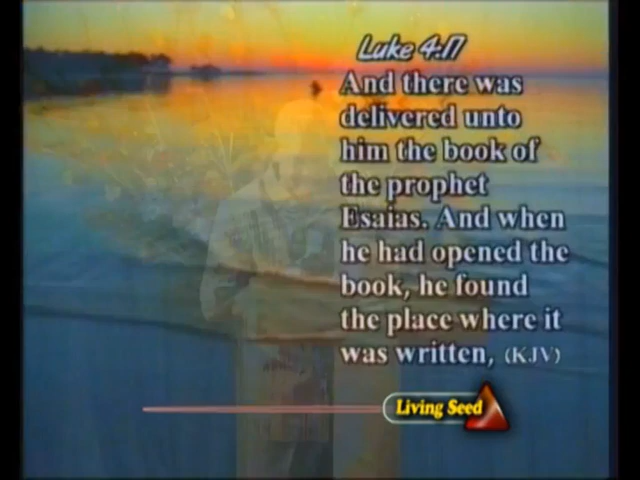 Luke 4:17
And there was
delivered unto
him the book of
the prophet
Esaias. And when
he had opened the
book, he found
the place where it
was written, (KJV)
Living Seed